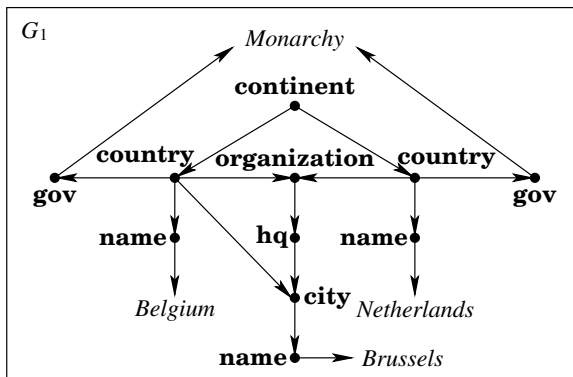 G1
Monarchy
continent
country organization country
gov gov
name hq name
Belgium city Netherlands
name Brussels